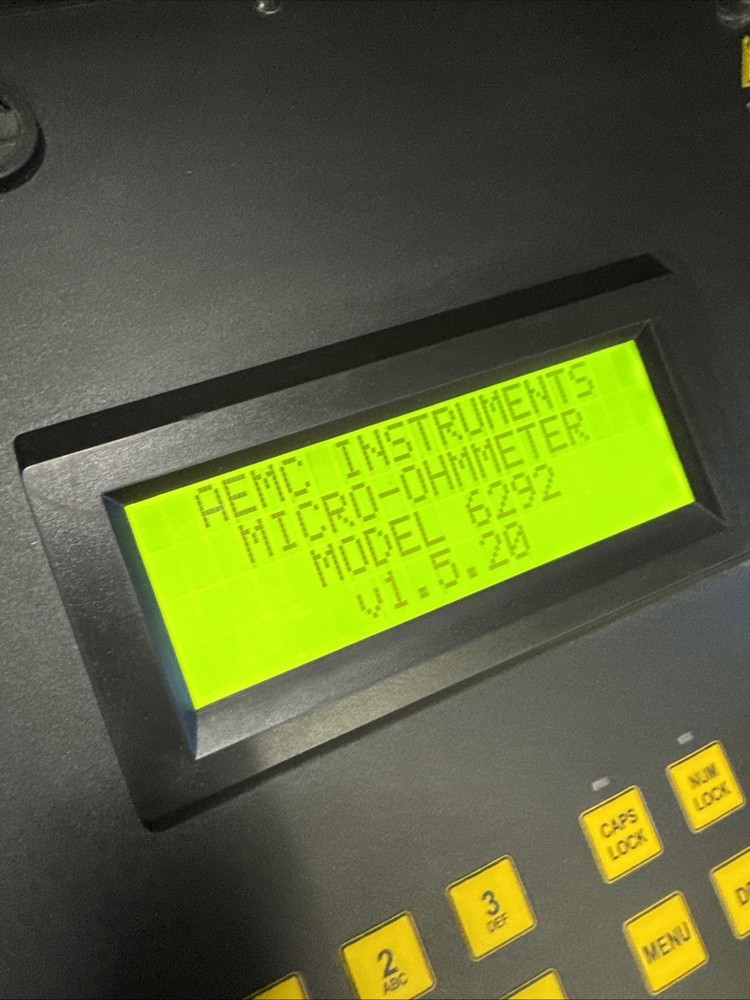 AEMC INSTRUMENTS
MICRO-OHMMETER
MODEL 6292
v1.5.20
NUM
LOCK
CAPS
LOCK
3
DEF
2
ABC
MENU